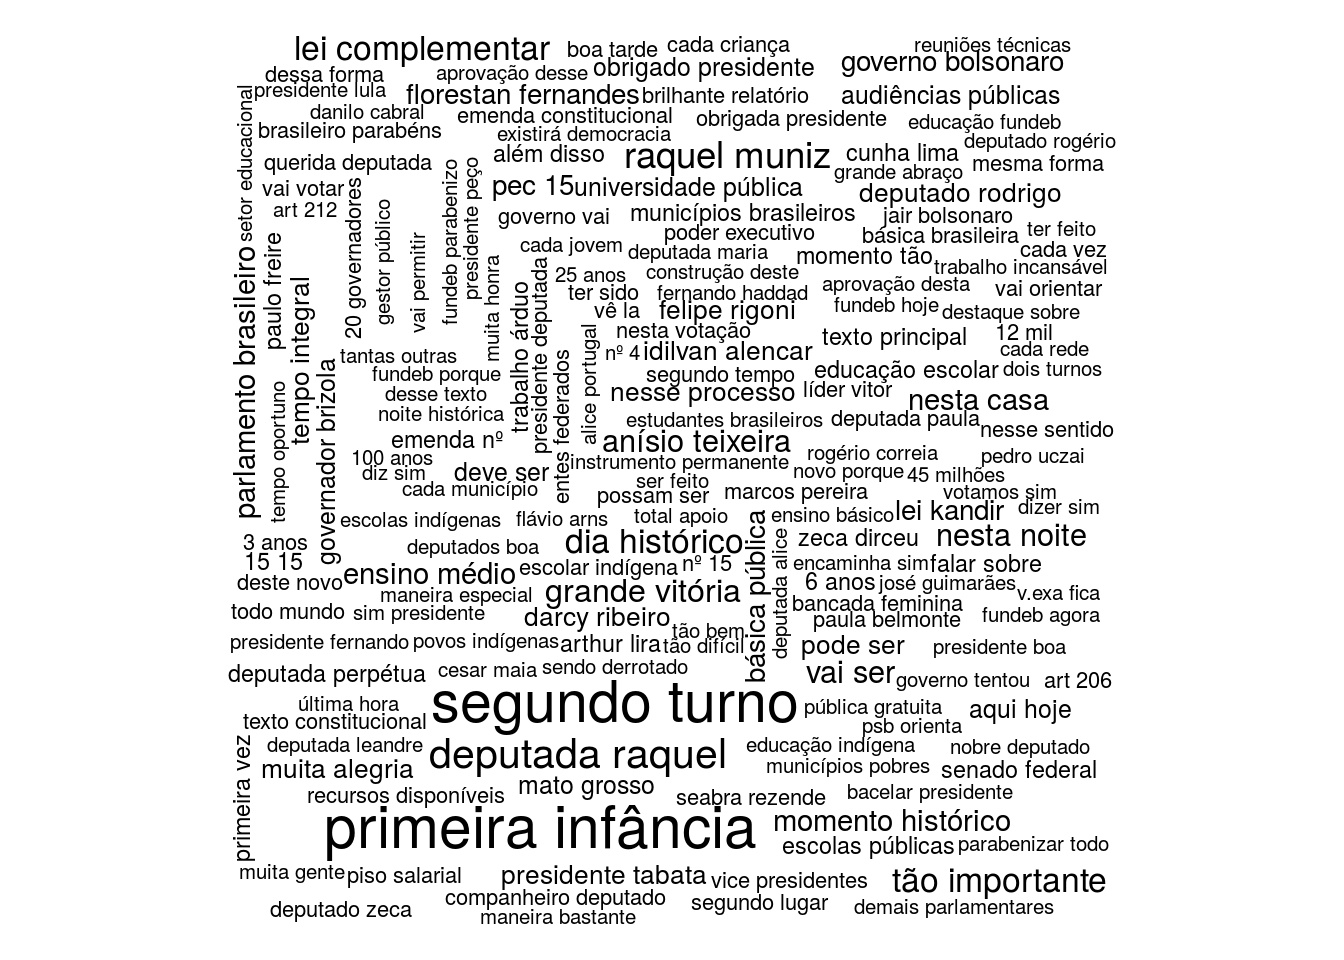 lei complementar
boa tarde
cada criança
reuniões técnicas
dessa forma
aprovação desse
obrigado presidente
governo bolsonaro
presidente lula
florestan fernandes
brilhante relatório
audiências públicas
danilo cabral
emenda constitucional
obrigada presidente
educação fundeb
brasileiro parabéns
existirá democracia
deputado rogério
setor educacional
querida deputada
além disso
raquel muniz
cunha lima
mesma forma
grande abraço
vai votar
pec 15
universidade pública
deputado rodrigo
art 212
20 governadores
gestor público
vai permitir
fundeb parabenizo
presidente peço
governo vai
municípios brasileiros
jair bolsonaro
ter feito
poder executivo
básica brasileira
cada jovem
deputada maria
momento tão
cada vez
parlamento brasileiro
paulo freire
tempo integral
muita honra
trabalho árduo
presidente deputada
25 anos
construção deste
aprovação desta
trabalho incansável
ter sido
fernando haddad
fundeb hoje
vai orientar
vê la
felipe rigoni
destaque sobre
nesta votação
texto principal
12 mil
tantas outras
nº 4
idilvan alencar
cada rede
fundeb porque
segundo tempo
educação escolar
dois turnos
desse texto
nesse processo
líder vitor
nesta casa
noite histórica
alice portugal
entes federados
estudantes brasileiros
deputada paula
nesse sentido
tempo oportuno
governador brizola
emenda nº
anísio teixeira
100 anos
instrumento permanente
rogério correia
pedro uczai
diz sim
deve ser
ser feito
novo porque
45 milhões
cada município
possam ser
marcos pereira
votamos sim
escolas indígenas
flávio arns
total apoio
ensino básico
lei kandir
dizer sim
3 anos
deputados boa
dia histórico
básica pública
deputada alice
zeca dirceu
nesta noite
15 15
ensino médio
escolar indígena
nº 15
encaminha sim
falar sobre
deste novo
maneira especial
grande vitória
6 anos
josé guimarães
v.exa fica
todo mundo
sim presidente
darcy ribeiro
bancada feminina
paula belmonte
fundeb agora
tão bem
presidente fernando
povos indígenas
arthur lira
tão difícil
pode ser
presidente boa
deputada perpétua
cesar maia
sendo derrotado
vai ser
governo tentou
art 206
última hora
segundo turno
pública gratuita
aqui hoje
texto constitucional
psb orienta
deputada leandre
deputada raquel
educação indígena
nobre deputado
primeira vez
muita alegria
municípios pobres
senado federal
recursos disponíveis
mato grosso
seabra rezende
bacelar presidente
primeira infância
momento histórico
escolas públicas
parabenizar todo
muita gente
piso salarial
presidente tabata
vice presidentes
tão importante
deputado zeca
companheiro deputado
segundo lugar
demais parlamentares
maneira bastante